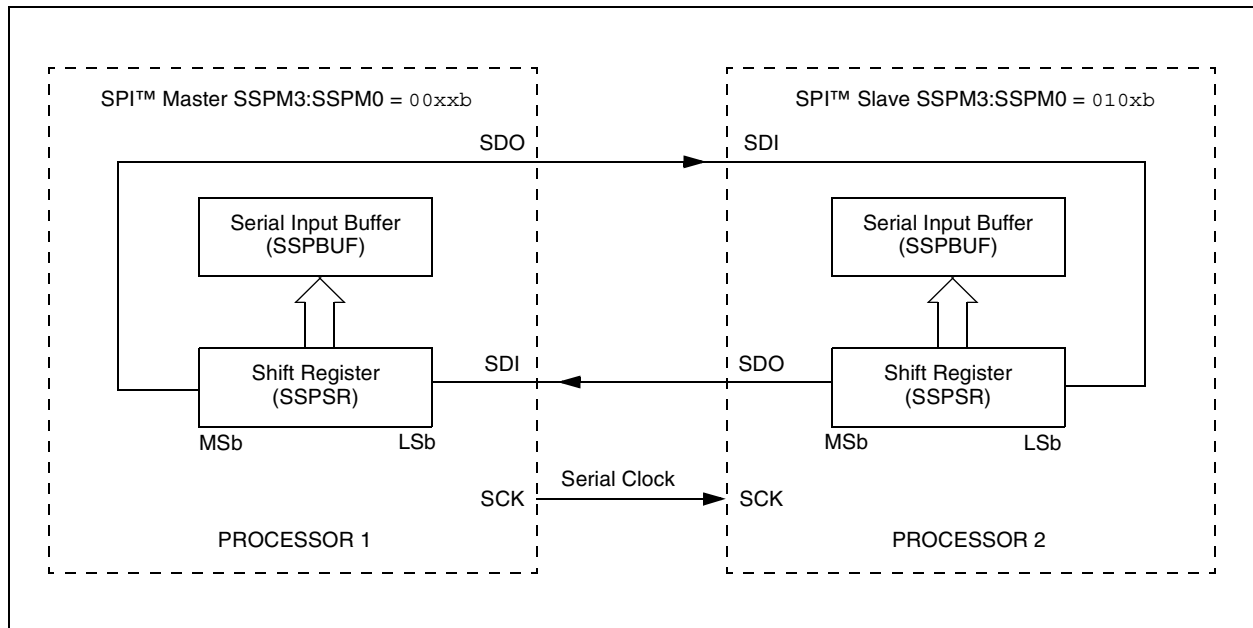 SPI™ Master SSPM3:SSPM0 = 00xxb
SDO
Serial Input Buffer
(SSPBUF)
Shift Register
(SSPSR)
MSb
LSb
SDI
SCK
PROCESSOR 1
Serial Clock
SPI™ Slave SSPM3:SSPM0 = 010xb
SDI
Serial Input Buffer
(SSPBUF)
SDO
Shift Register
(SSPSR)
MSb
LSb
SCK
PROCESSOR 2